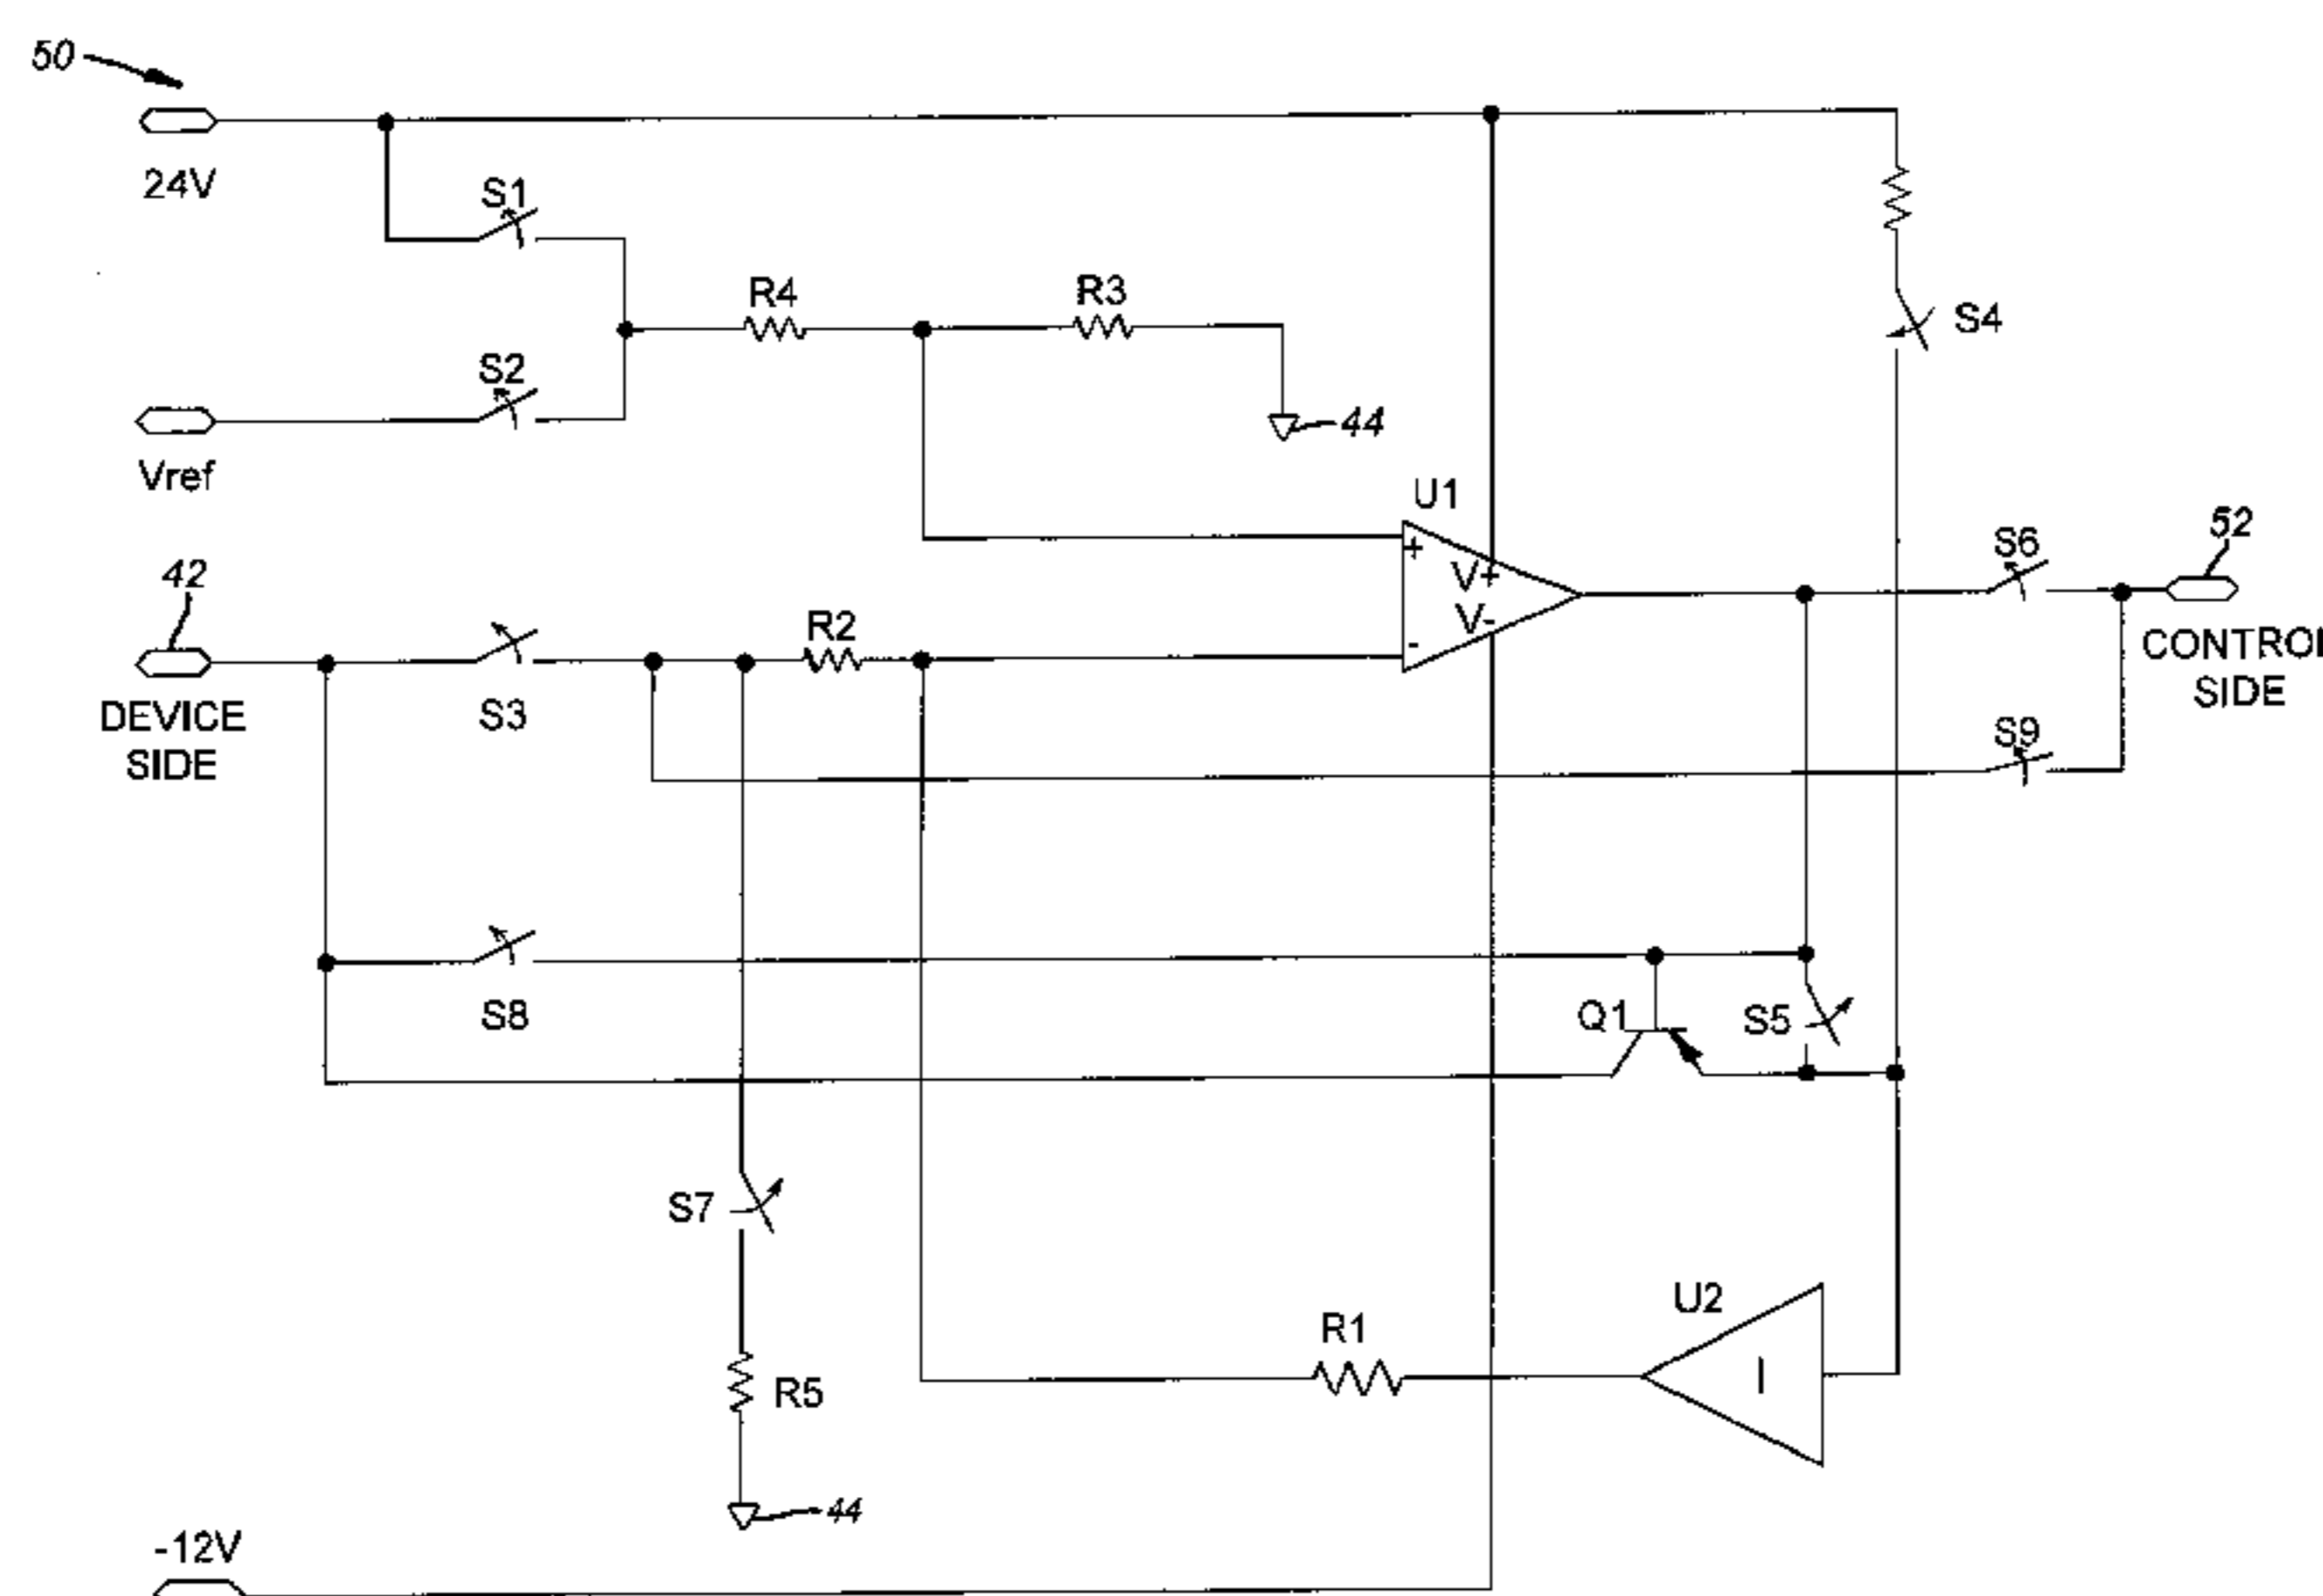 50
24V
S1
R4
R3
S4
S2
44
Vref
U1
+
V+
V-
-
42
S6
52
R2
CONTROL
SIDE
DEVICE
SIDE
S3
S9
S8
Q1
S5
S7
U2
I
R1
R5
44
-12V